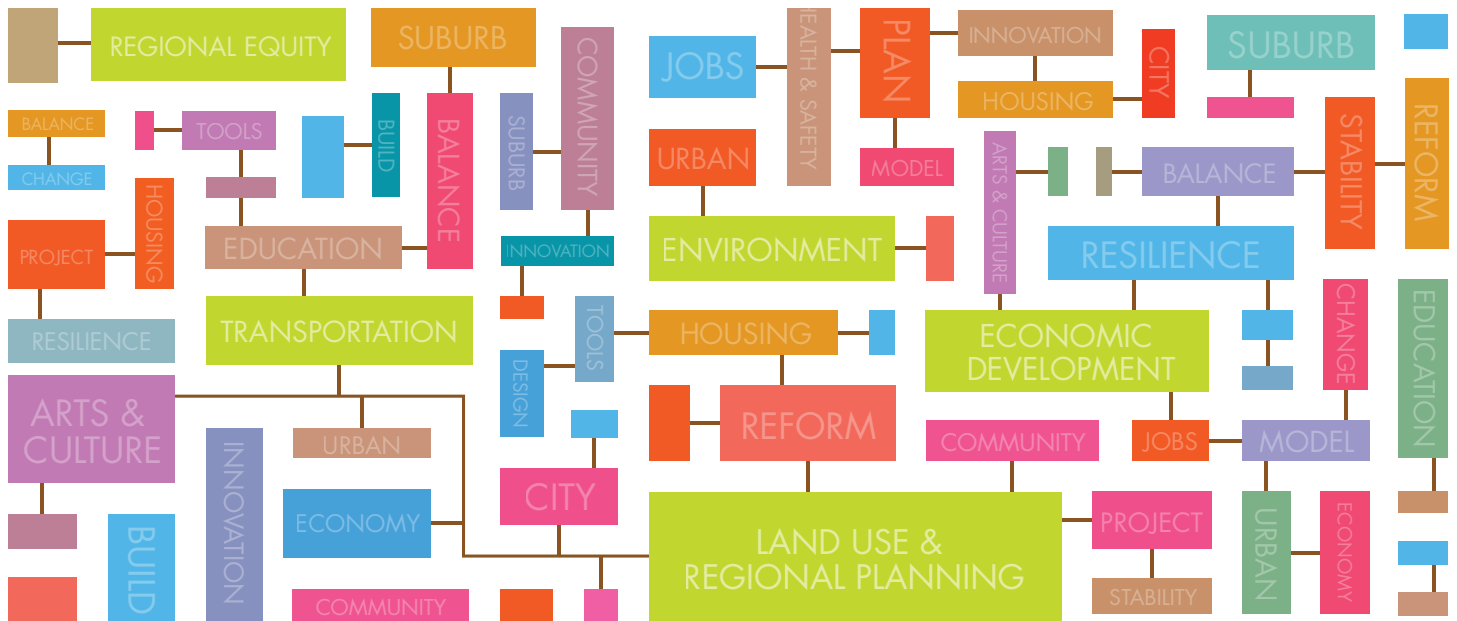 REGIONAL EQUITY
SUBURB
COMMUNITY
JOBS
HEALTH & SAFETY
PLAN
INNOVATION
HOUSING
CITY
SUBURB
BALANCE
CHANGE
TOOLS
BUILD
BALANCE
SUBURB
URBAN
MODEL
ARTS & CULTURE
BALANCE
STABILITY
REFORM
PROJECT
HOUSING
EDUCATION
INNOVATION
ENVIRONMENT
RESILIENCE
RESILIENCE
TRANSPORTATION
DESIGN
TOOLS
HOUSING
ECONOMIC
DEVELOPMENT
CHANGE
EDUCATION
ARTS &
CULTURE
INNOVATION
URBAN
ECONOMY
CITY
REFORM
COMMUNITY
JOBS
MODEL
BUILD
COMMUNITY
LAND USE &
REGIONAL PLANNING
PROJECT
STABILITY
URBAN
ECONOMY